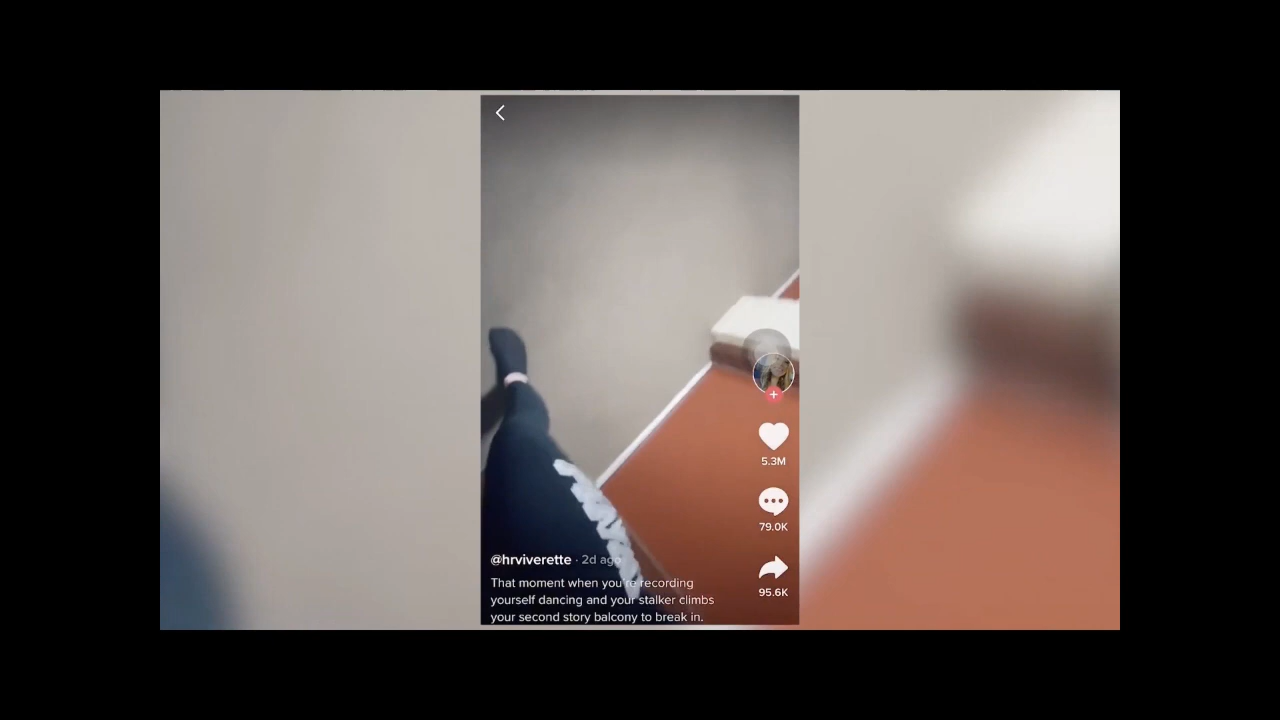 5.3M
79.0K
95.6K
@hrviverette · 2d ago
That moment when you're recording
yourself dancing and your stalker climbs
your second story balcony to break in.